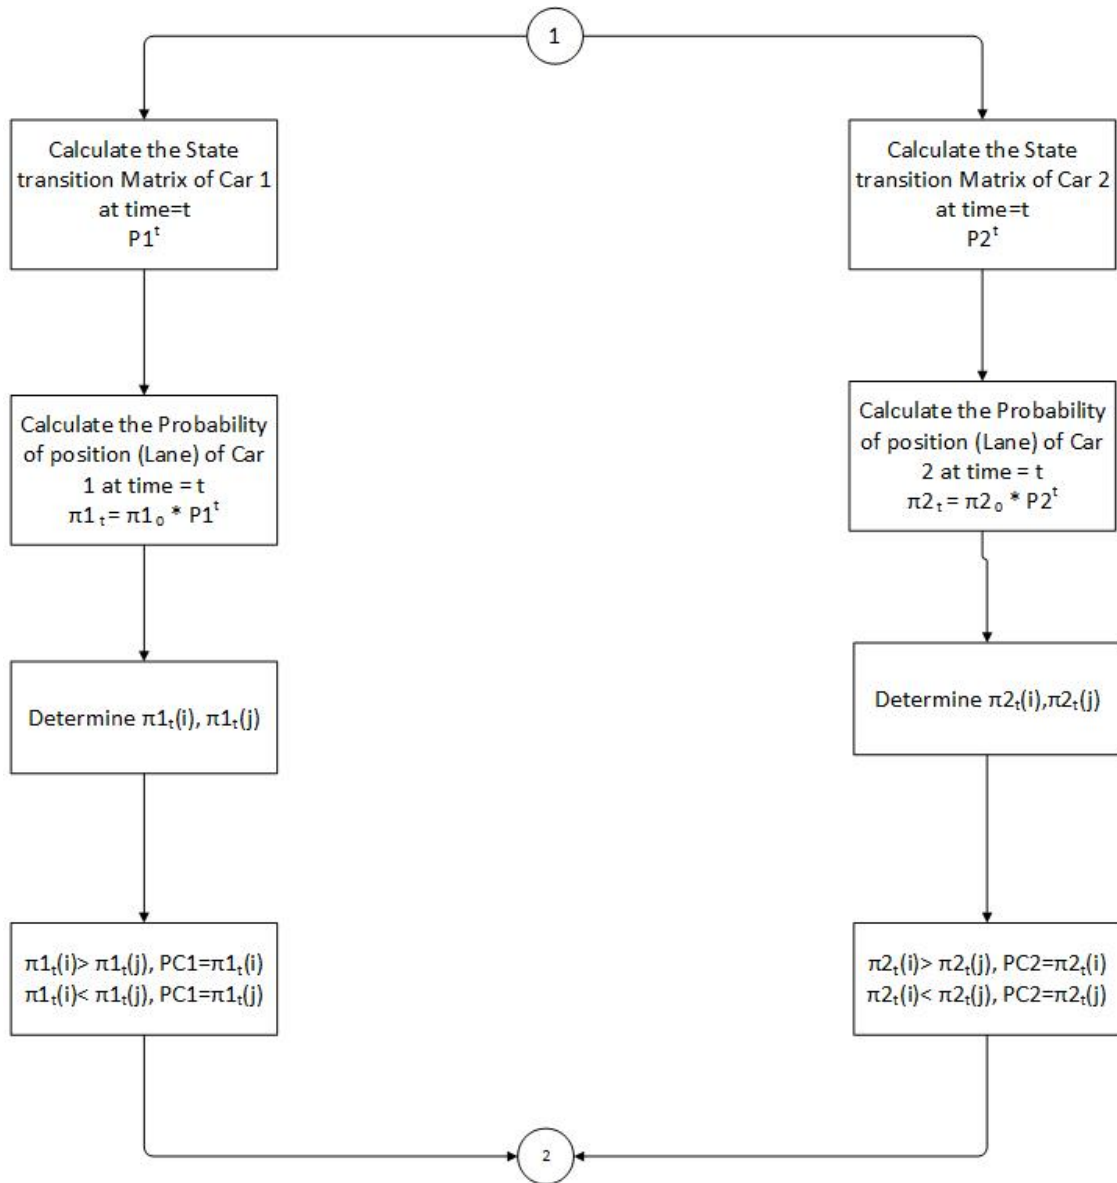 1
Calculate the State
transition Matrix of Car 1
at time=t
P1ᵗ
Calculate the State
transition Matrix of Car 2
at time=t
P2ᵗ
Calculate the Probability
of position (Lane) of Car
1 at time = t
π1ₜ= π1₀ * P1ᵗ
Calculate the Probability
of position (Lane) of Car
2 at time = t
π2ₜ= π2₀ * P2ᵗ
Determine π1ₜ(i), π1ₜ(j)
Determine π2ₜ(i),π2ₜ(j)
π1ₜ(i)> π1ₜ(j), PC1=π1ₜ(i)
π1ₜ(i)< π1ₜ(j), PC1=π1ₜ(j)
π2ₜ(i)> π2ₜ(j), PC2=π2ₜ(i)
π2ₜ(i)< π2ₜ(j), PC2=π2ₜ(j)
2